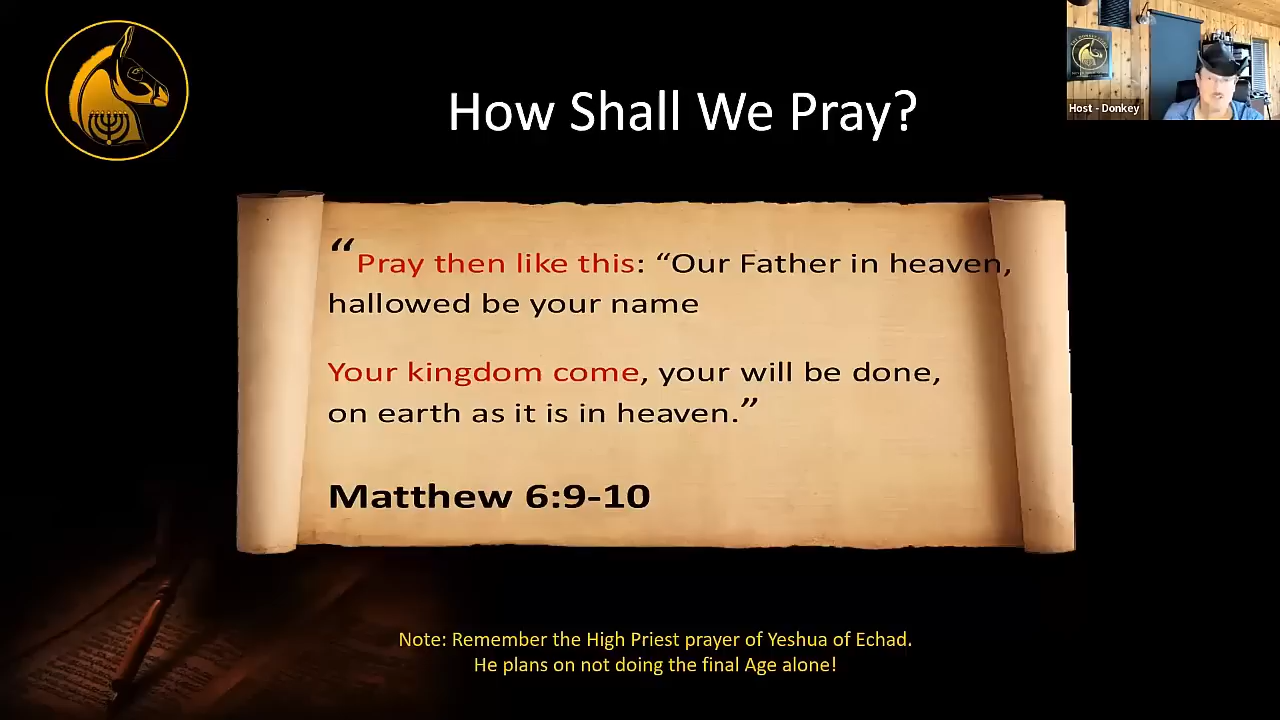 How Shall We Pray?
Host - Donkey
“Pray then like this: “Our Father in heaven,
hallowed be your name
Your kingdom come, your will be done,
on earth as it is in heaven.”
Matthew 6:9-10
Note: Remember the High Priest prayer of Yeshua of Echad.
He plans on not doing the final Age alone!